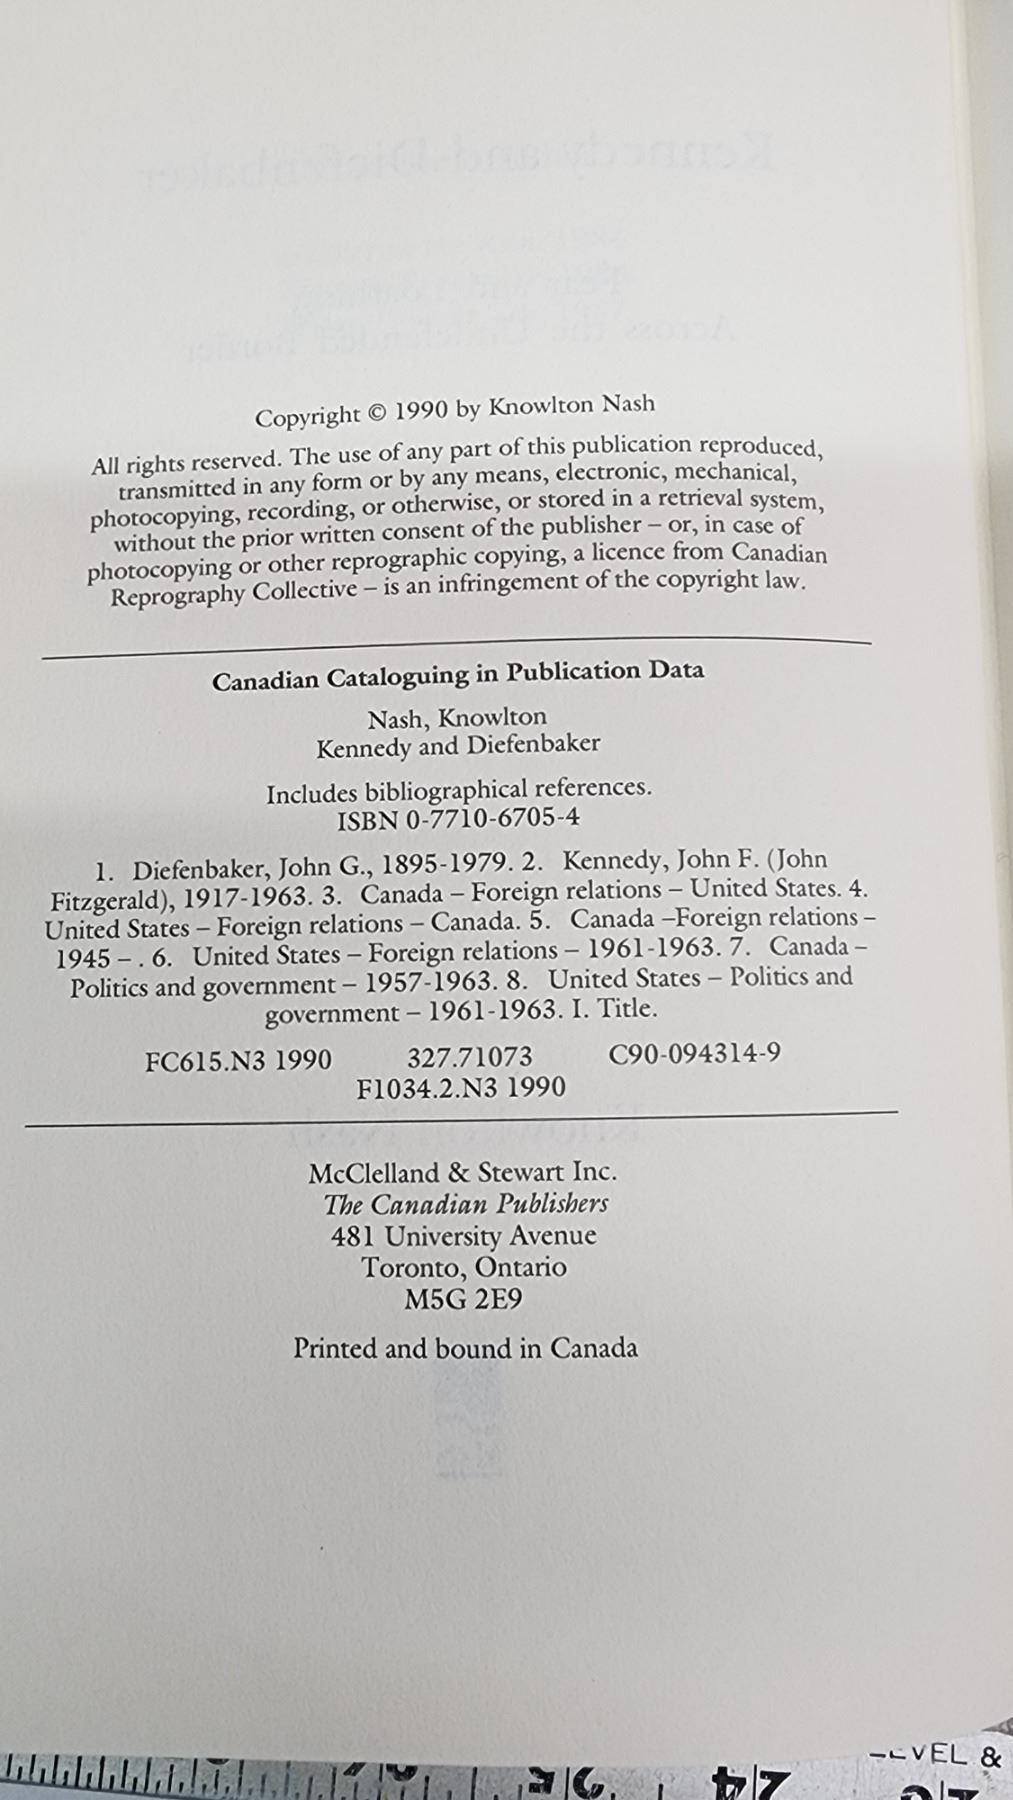 Copyright © 1990 by Knowlton Nash
All rights reserved. The use of any part of this publication reproduced,
transmitted in any form or by any means, electronic, mechanical,
photocopying, recording, or otherwise, or stored in a retrieval system,
without the prior written consent of the publisher – or, in case of
photocopying or other reprographic copying, a licence from Canadian
Reprography Collective – is an infringement of the copyright law.
Canadian Cataloguing in Publication Data
Nash, Knowlton
Kennedy and Diefenbaker
Includes bibliographical references.
ISBN 0-7710-6705-4
1. Diefenbaker, John G., 1895-1979. 2. Kennedy, John F. (John
Fitzgerald), 1917-1963. 3. Canada – Foreign relations – United States. 4.
United States – Foreign relations – Canada. 5. Canada –Foreign relations –
1945 – . 6. United States – Foreign relations – 1961-1963. 7. Canada –
Politics and government – 1957-1963. 8. United States – Politics and
government – 1961-1963. I. Title.
FC615.N3 1990 327.71073 C90-094314-9
F1034.2.N3 1990
McClelland & Stewart Inc.
The Canadian Publishers
481 University Avenue
Toronto, Ontario
M5G 2E9
Printed and bound in Canada
&